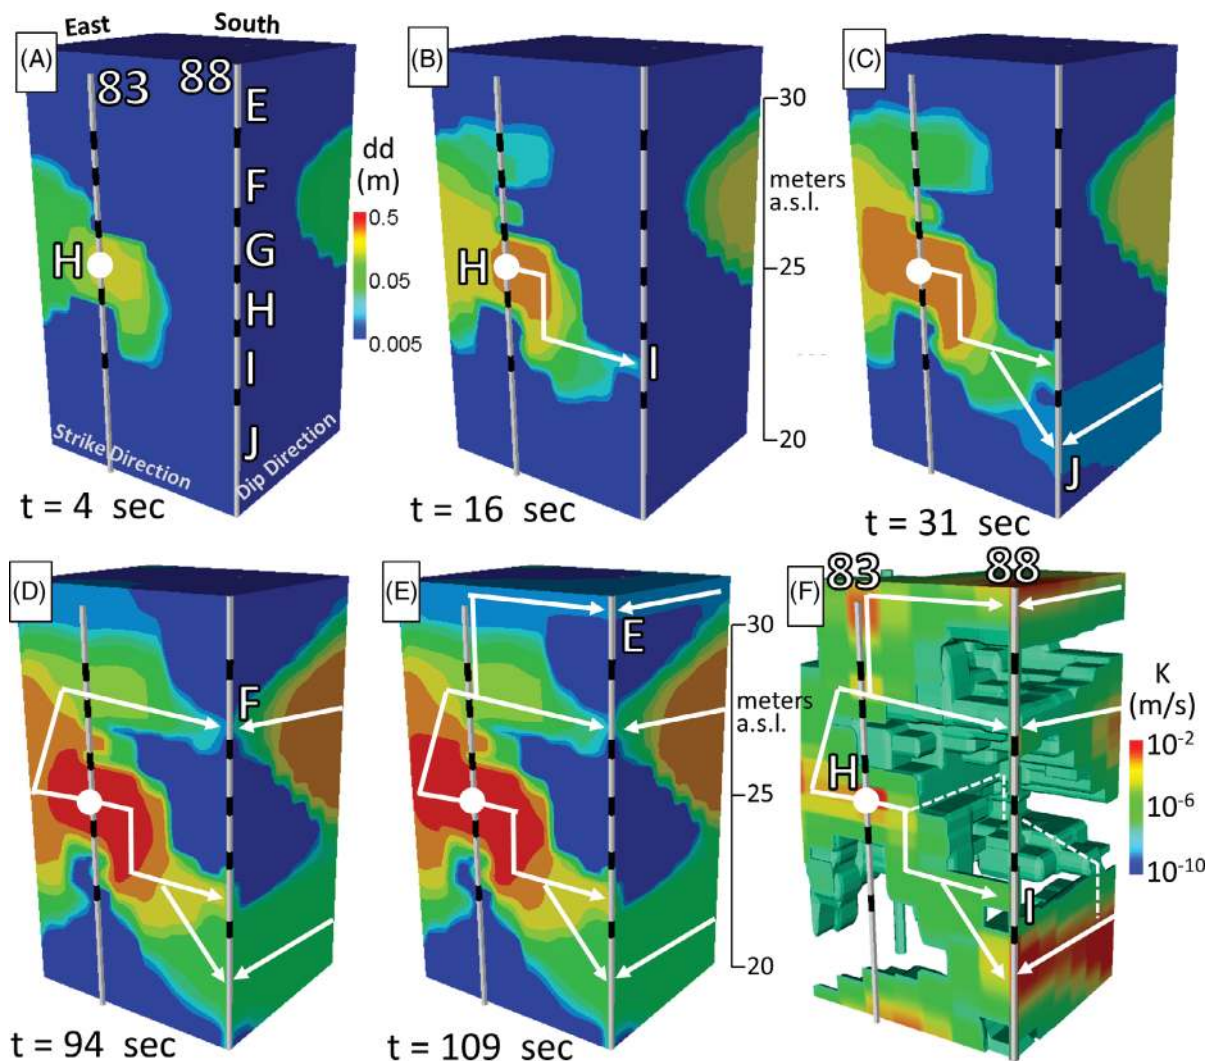 East
South
(A)
83
88
E
F
G
H
H
I
J
dd
(m)
0.5
0.05
0.005
Strike Direction
Dip Direction
t = 4 sec
(B)
H
I
30
meters
a.s.l.
25
20
t = 16 sec
(C)
J
t = 31 sec
(D)
F
t = 94 sec
(E)
E
30
meters
a.s.l.
25
20
t = 109 sec
(F)
83
88
H
I
K
(m/s)
10-2
10-6
10-10